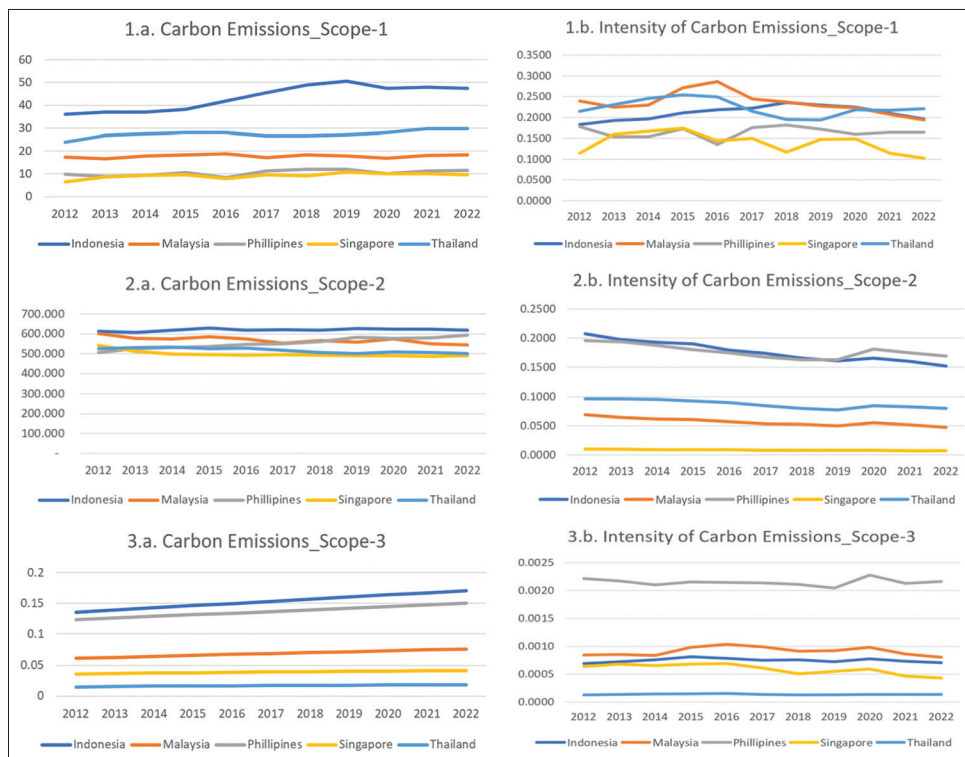 1.a. Carbon Emissions_Scope-1
60
50
40
30
20
10
0
2012 2013 2014 2015 2016 2017 2018 2019 2020 2021 2022
Indonesia Malaysia Phillipines Singapore Thailand
1.b. Intensity of Carbon Emissions_Scope-1
0.3500
0.3000
0.2500
0.2000
0.1500
0.1000
0.0500
0.0000
2012 2013 2014 2015 2016 2017 2018 2019 2020 2021 2022
Indonesia Malaysia Phillipines Singapore Thailand
2.a. Carbon Emissions_Scope-2
700.000
600.000
500.000
400.000
300.000
200.000
100.000
-
2012 2013 2014 2015 2016 2017 2018 2019 2020 2021 2022
Indonesia Malaysia Phillipines Singapore Thailand
2.b. Intensity of Carbon Emissions_Scope-2
0.2500
0.2000
0.1500
0.1000
0.0500
0.0000
2012 2013 2014 2015 2016 2017 2018 2019 2020 2021 2022
Indonesia Malaysia Phillipines Singapore Thailand
3.a. Carbon Emissions_Scope-3
0.2
0.15
0.1
0.05
0
2012 2013 2014 2015 2016 2017 2018 2019 2020 2021 2022
Indonesia Malaysia Phillipines Singapore Thailand
3.b. Intensity of Carbon Emissions_Scope-3
0.0025
0.0020
0.0015
0.0010
0.0005
0.0000
2012 2013 2014 2015 2016 2017 2018 2019 2020 2021 2022
Indonesia Malaysia Phillipines Singapore Thailand